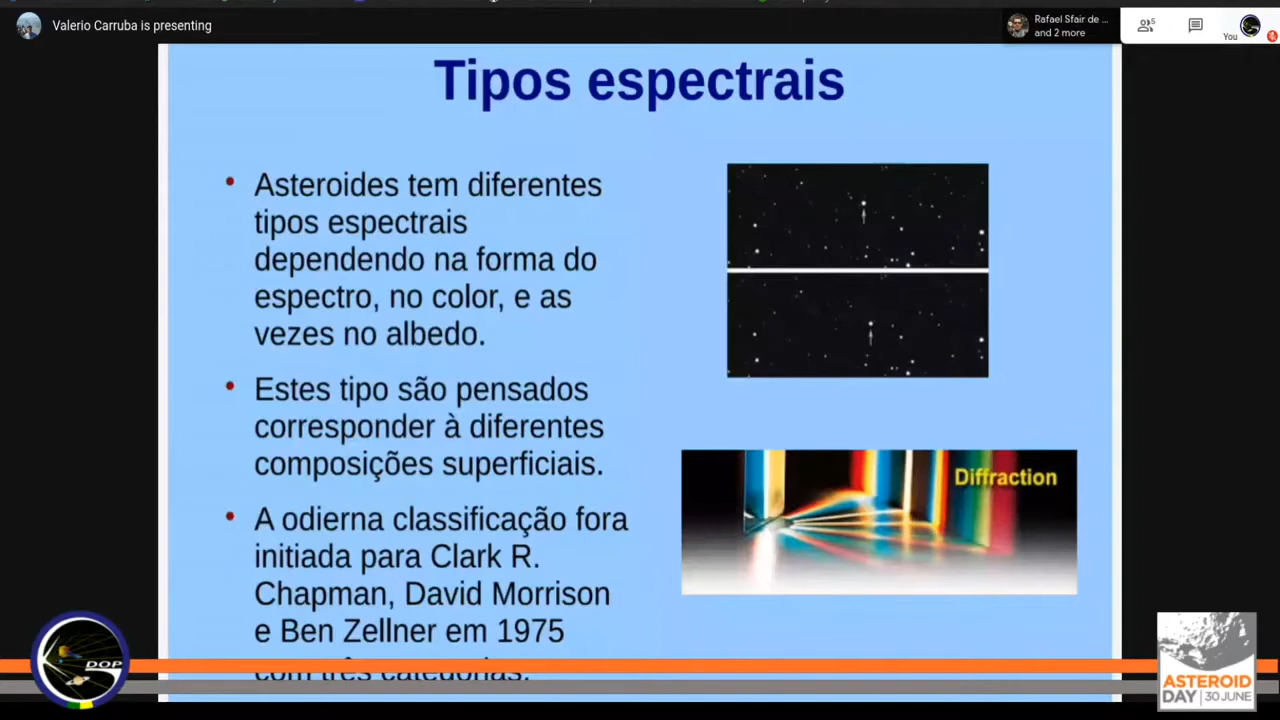 Valerio Carruba is presenting
Rafael Sfair de ...
and 2 more
5
You
Tipos espectrais
• Asteroides tem diferentes
tipos espectrais
dependendo na forma do
espectro, no color, e as
vezes no albedo.
• Estes tipo são pensados
corresponder à diferentes
composições superficiais.
• A odierna classificação fora
initiada para Clark R.
Chapman, David Morrison
e Ben Zellner em 1975
com três categorias.
Diffraction
DOP
ASTEROID
DAY | 30 JUNE